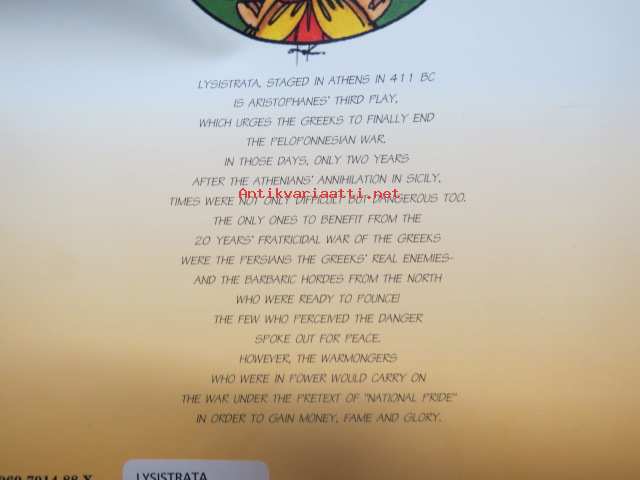 LYSISTRATA, STAGED IN ATHENS IN 411 BC
IS ARISTOPHANES' THIRD PLAY,
WHICH URGES THE GREEKS TO FINALLY END
THE PELOPONNESIAN WAR.
IN THOSE DAYS, ONLY TWO YEARS
AFTER THE ATHENIANS' ANNIHILATION IN SICILY,
Antikvariaatti.net
TIMES WERE NOT ONLY DIFFICULT BUT DANGEROUS TOO.
THE ONLY ONES TO BENEFIT FROM THE
20 YEARS' FRATRICIDAL WAR OF THE GREEKS
WERE THE PERSIANS THE GREEKS' REAL ENEMIES-
AND THE BARBARIC HORDES FROM THE NORTH
WHO WERE READY TO POUNCE!
THE FEW WHO PERCEIVED THE DANGER
SPOKE OUT FOR PEACE.
HOWEVER, THE WARMONGERS
WHO WERE IN POWER WOULD CARRY ON
THE WAR UNDER THE PRETEXT OF "NATIONAL PRIDE"
IN ORDER TO GAIN MONEY, FAME AND GLORY.
LYSISTRATA